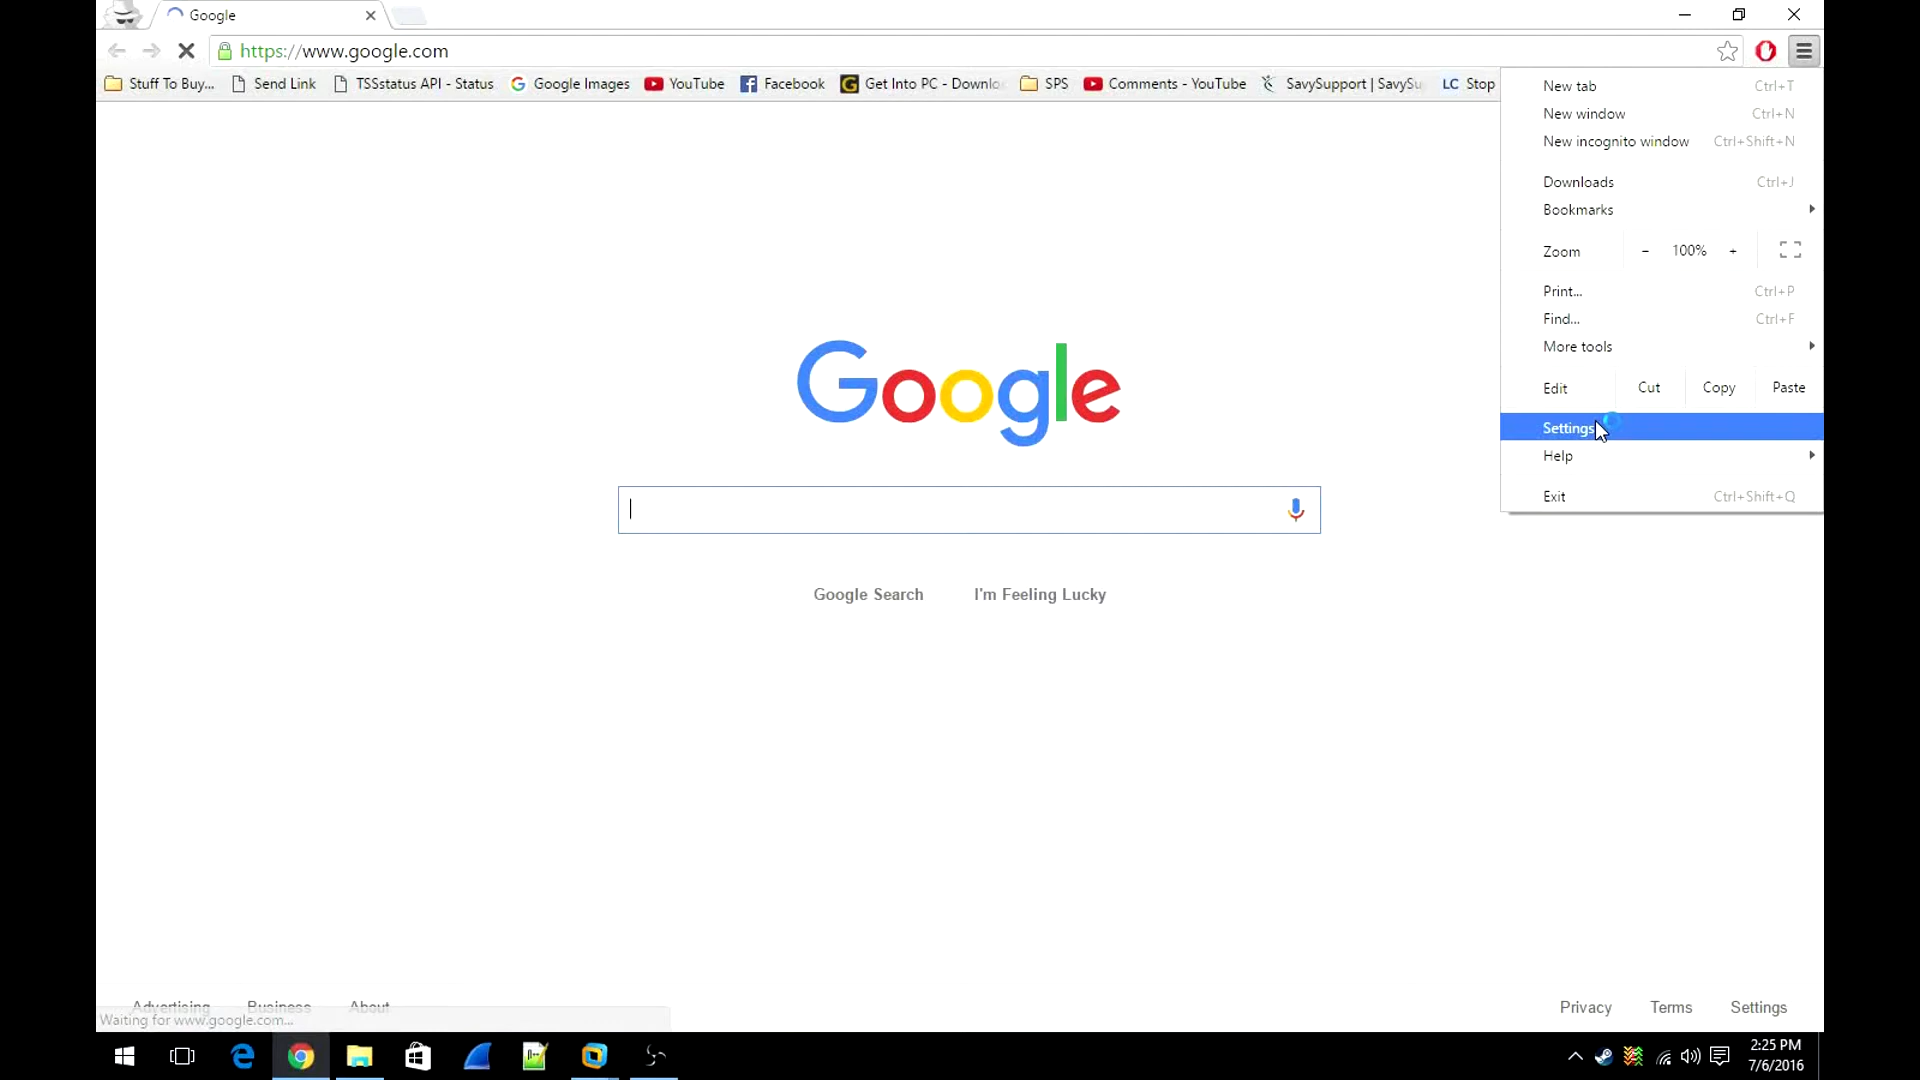 Google
https://www.google.com
Stuff To Buy... Send Link TSSstatus API - Status Google Images YouTube Facebook Get Into PC - Downlo SPS Comments - YouTube SavySupport | SavySu LC Stop
New tab Ctrl+T
New window Ctrl+N
New incognito window Ctrl+Shift+N
Downloads Ctrl+J
Bookmarks
Zoom - 100% +
Print... Ctrl+P
Find... Ctrl+F
More tools
Edit Cut Copy Paste
Settings
Help
Exit Ctrl+Shift+Q
Google
Google Search I'm Feeling Lucky
Advertising Business About Privacy Terms Settings
Waiting for www.google.com...
2:25 PM
7/6/2016